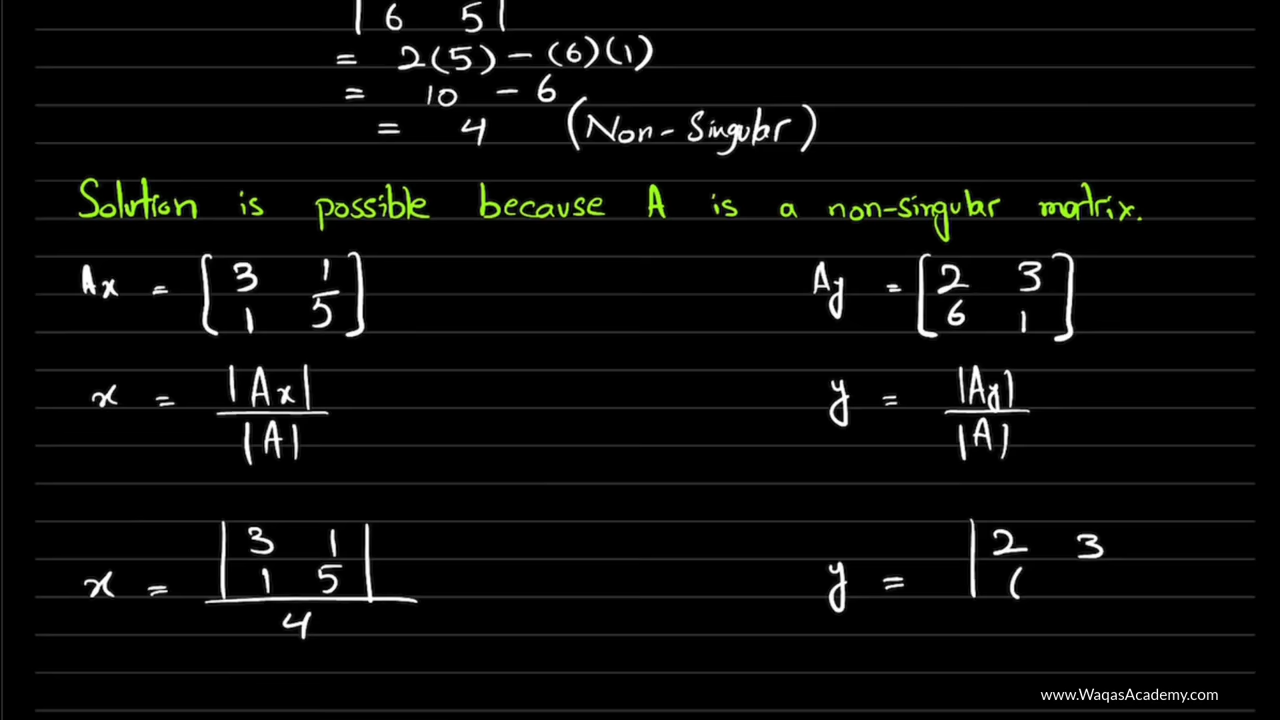 | 6 5 |
= 2(5) - (6)(1)
= 10 - 6
= 4 (Non-Singular)
Solution is possible because A is a non-singular matrix.
Ax = [ 3 1 Ay = [ 2 3
1 5 ] 6 1 ]
x = |Ax| y = |Ay|
|A| |A|
x = | 3 1 | y = | 2 3
| 1 5 | | (
4
www.WaqasAcademy.com